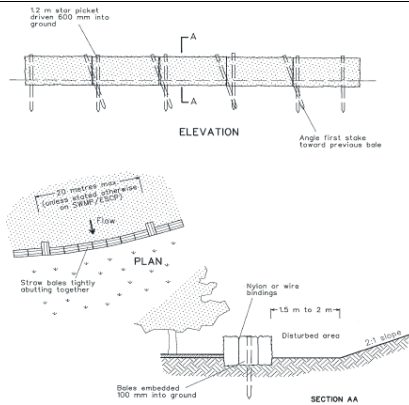 1.2 m star picket
driven 600 mm into
ground
A
A
ELEVATION
Angle first stake
toward previous bale
20 metres max.
(unless stated otherwise
on SWMP/ESCP)
Flow
PLAN
Straw bales tightly
abutting together
Nylon or wire
bindings
1.5 m to 2 m
Disturbed area
2:1 slope
Bales embedded
100 mm into ground
SECTION AA